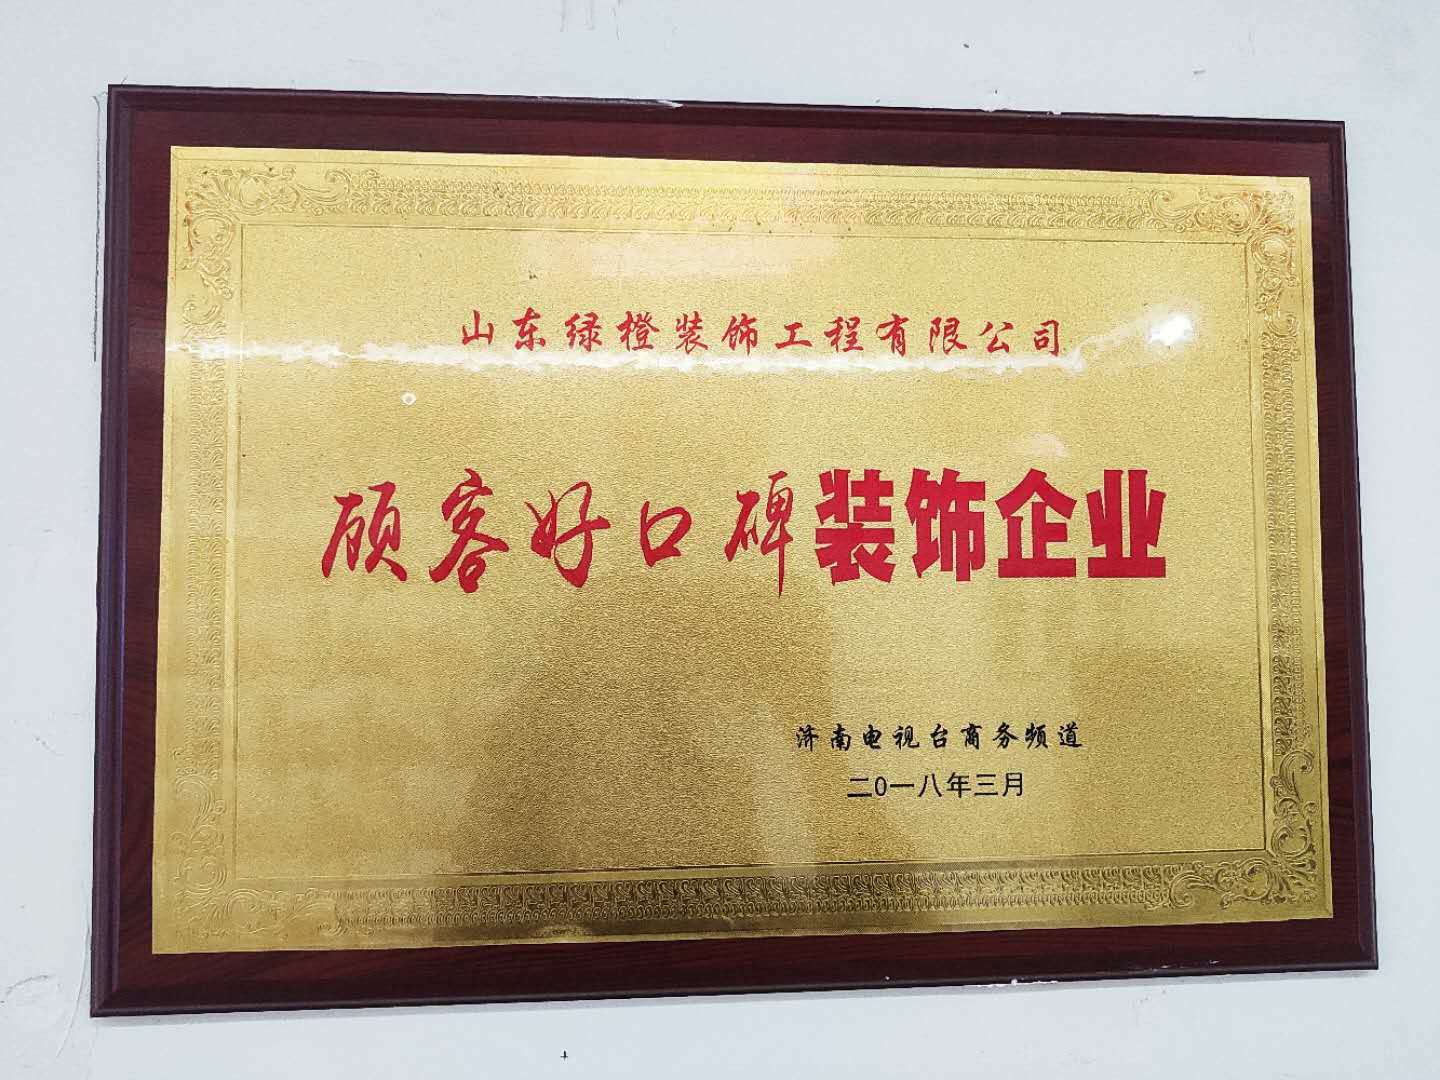 山东绿橙装饰工程有限公司
顾客好口碑装饰企业
济南电视台商务频道
二0一八年三月